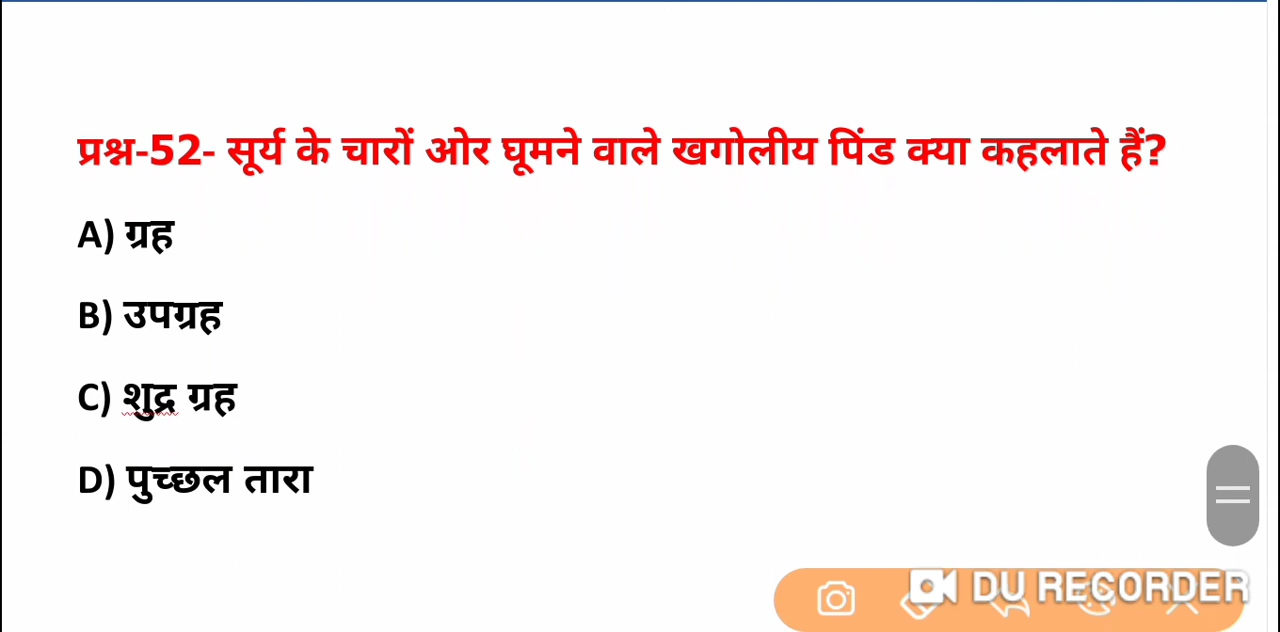 प्रश्न-52- सूर्य के चारों ओर घूमने वाले खगोलीय पिंड क्या कहलाते हैं?
A) ग्रह
B) उपग्रह
C) शुद्र ग्रह
D) पुच्छल तारा
DU RECORDER